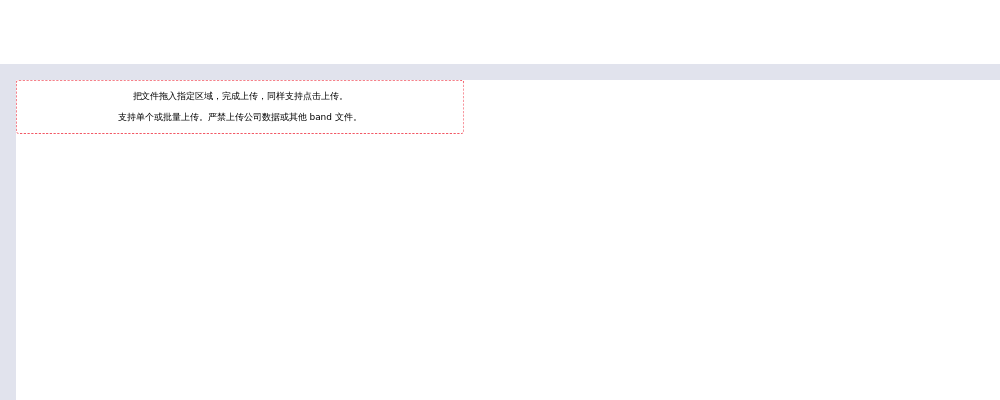 把文件拖入指定区域，完成上传，同样支持点击上传。
支持单个或批量上传。严禁上传公司数据或其他 band 文件。